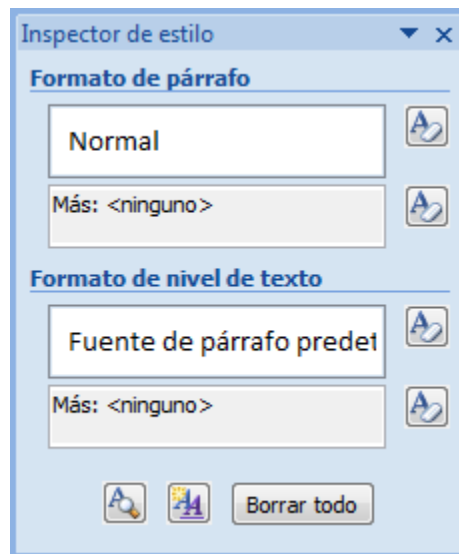 Inspector de estilo
Formato de párrafo
Normal
Más: <ninguno>
Formato de nivel de texto
Fuente de párrafo predet
Más: <ninguno>
Borrar todo